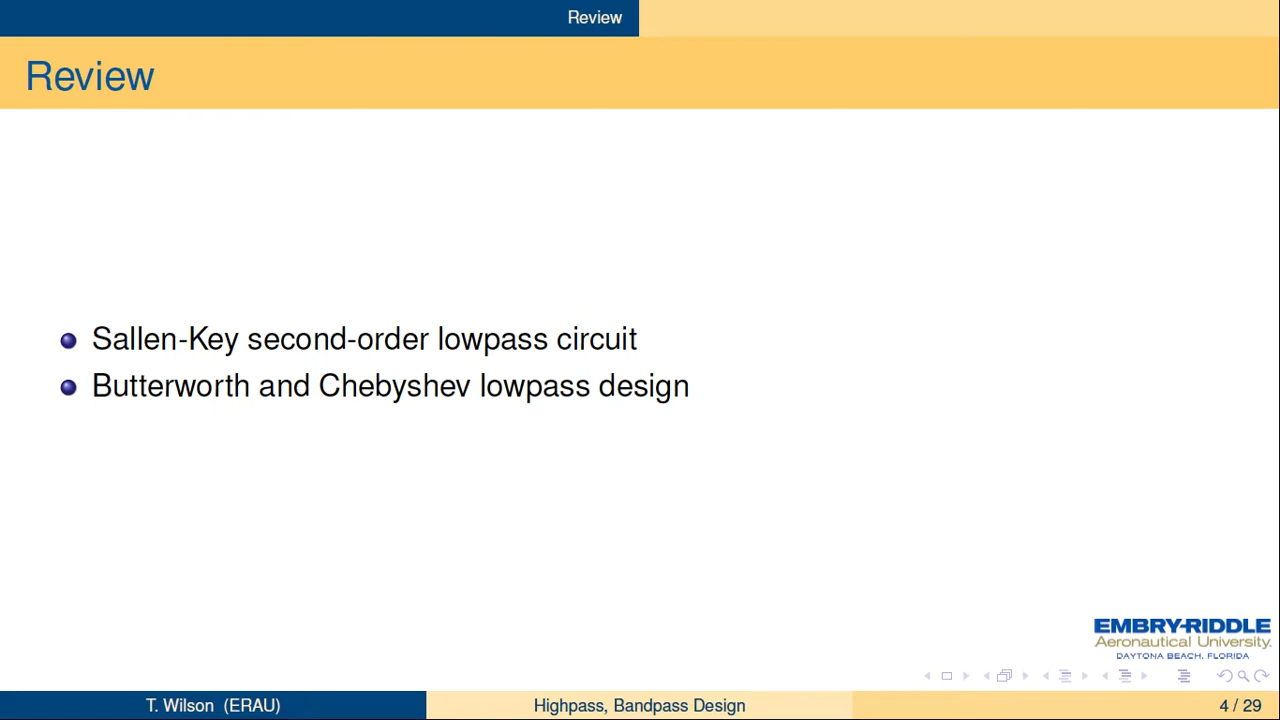 Review
Review
Sallen-Key second-order lowpass circuit
Butterworth and Chebyshev lowpass design
EMBRY-RIDDLE
Aeronautical University.
DAYTONA BEACH, FLORIDA
T. Wilson (ERAU)
Highpass, Bandpass Design
4 / 29